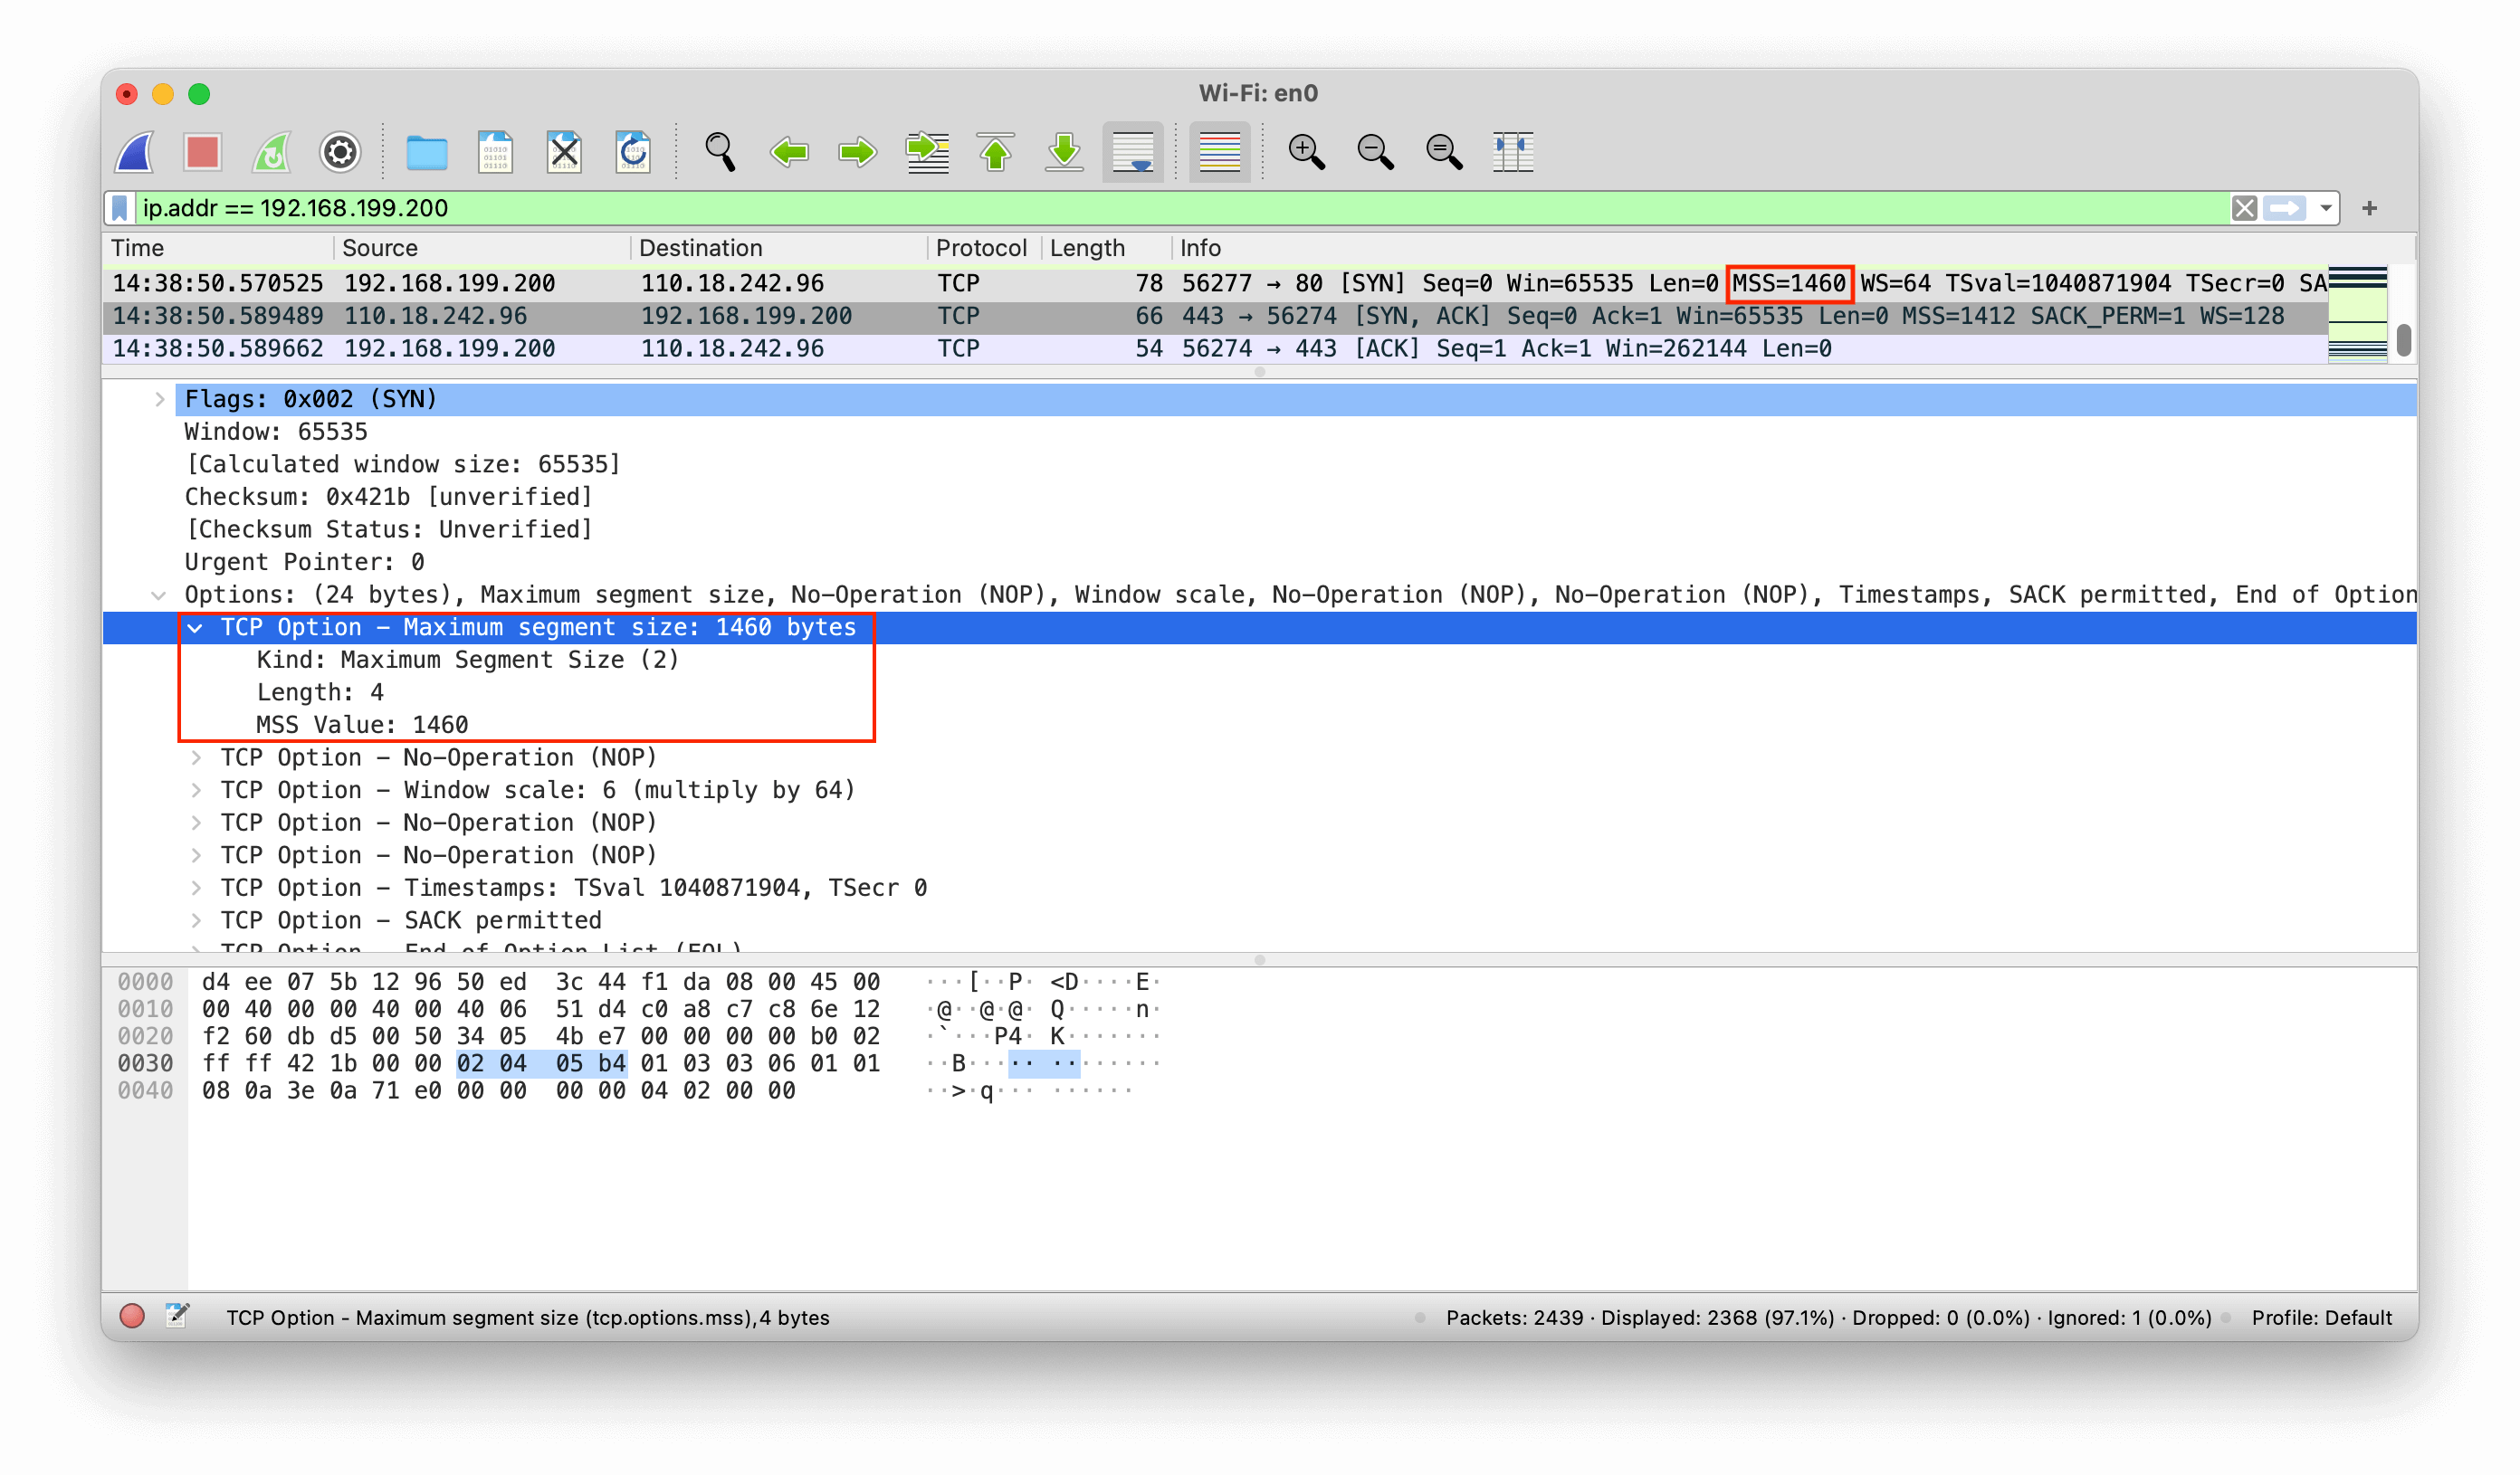 Wi-Fi: en0
ip.addr == 192.168.199.200
Time Source Destination Protocol Length Info
14:38:50.570525 192.168.199.200 110.18.242.96 TCP 78 56277 → 80 [SYN] Seq=0 Win=65535 Len=0 MSS=1460 WS=64 TSval=1040871904 TSecr=0 SA
14:38:50.589489 110.18.242.96 192.168.199.200 TCP 66 443 → 56274 [SYN, ACK] Seq=0 Ack=1 Win=65535 Len=0 MSS=1412 SACK_PERM=1 WS=128
14:38:50.589662 192.168.199.200 110.18.242.96 TCP 54 56274 → 443 [ACK] Seq=1 Ack=1 Win=262144 Len=0
Flags: 0x002 (SYN)
Window: 65535
[Calculated window size: 65535]
Checksum: 0x421b [unverified]
[Checksum Status: Unverified]
Urgent Pointer: 0
Options: (24 bytes), Maximum segment size, No-Operation (NOP), Window scale, No-Operation (NOP), No-Operation (NOP), Timestamps, SACK permitted, End of Option
TCP Option – Maximum segment size: 1460 bytes
Kind: Maximum Segment Size (2)
Length: 4
MSS Value: 1460
TCP Option – No-Operation (NOP)
TCP Option – Window scale: 6 (multiply by 64)
TCP Option – No-Operation (NOP)
TCP Option – No-Operation (NOP)
TCP Option – Timestamps: TSval 1040871904, TSecr 0
TCP Option – SACK permitted
TCP Option – End of Option List (EOL)
0000 d4 ee 07 5b 12 96 50 ed 3c 44 f1 da 08 00 45 00 ···[··P· <D····E·
0010 00 40 00 00 40 00 40 06 51 d4 c0 a8 c7 c8 6e 12 ·@··@·@· Q·····n·
0020 f2 60 db d5 00 50 34 05 4b e7 00 00 00 00 b0 02 ·`···P4· K·······
0030 ff ff 42 1b 00 00 02 04 05 b4 01 03 03 06 01 01 ··B····· ········
0040 08 0a 3e 0a 71 e0 00 00 00 00 04 02 00 00 ··>·q··· ······
TCP Option - Maximum segment size (tcp.options.mss),4 bytes Packets: 2439 · Displayed: 2368 (97.1%) · Dropped: 0 (0.0%) · Ignored: 1 (0.0%) Profile: Default